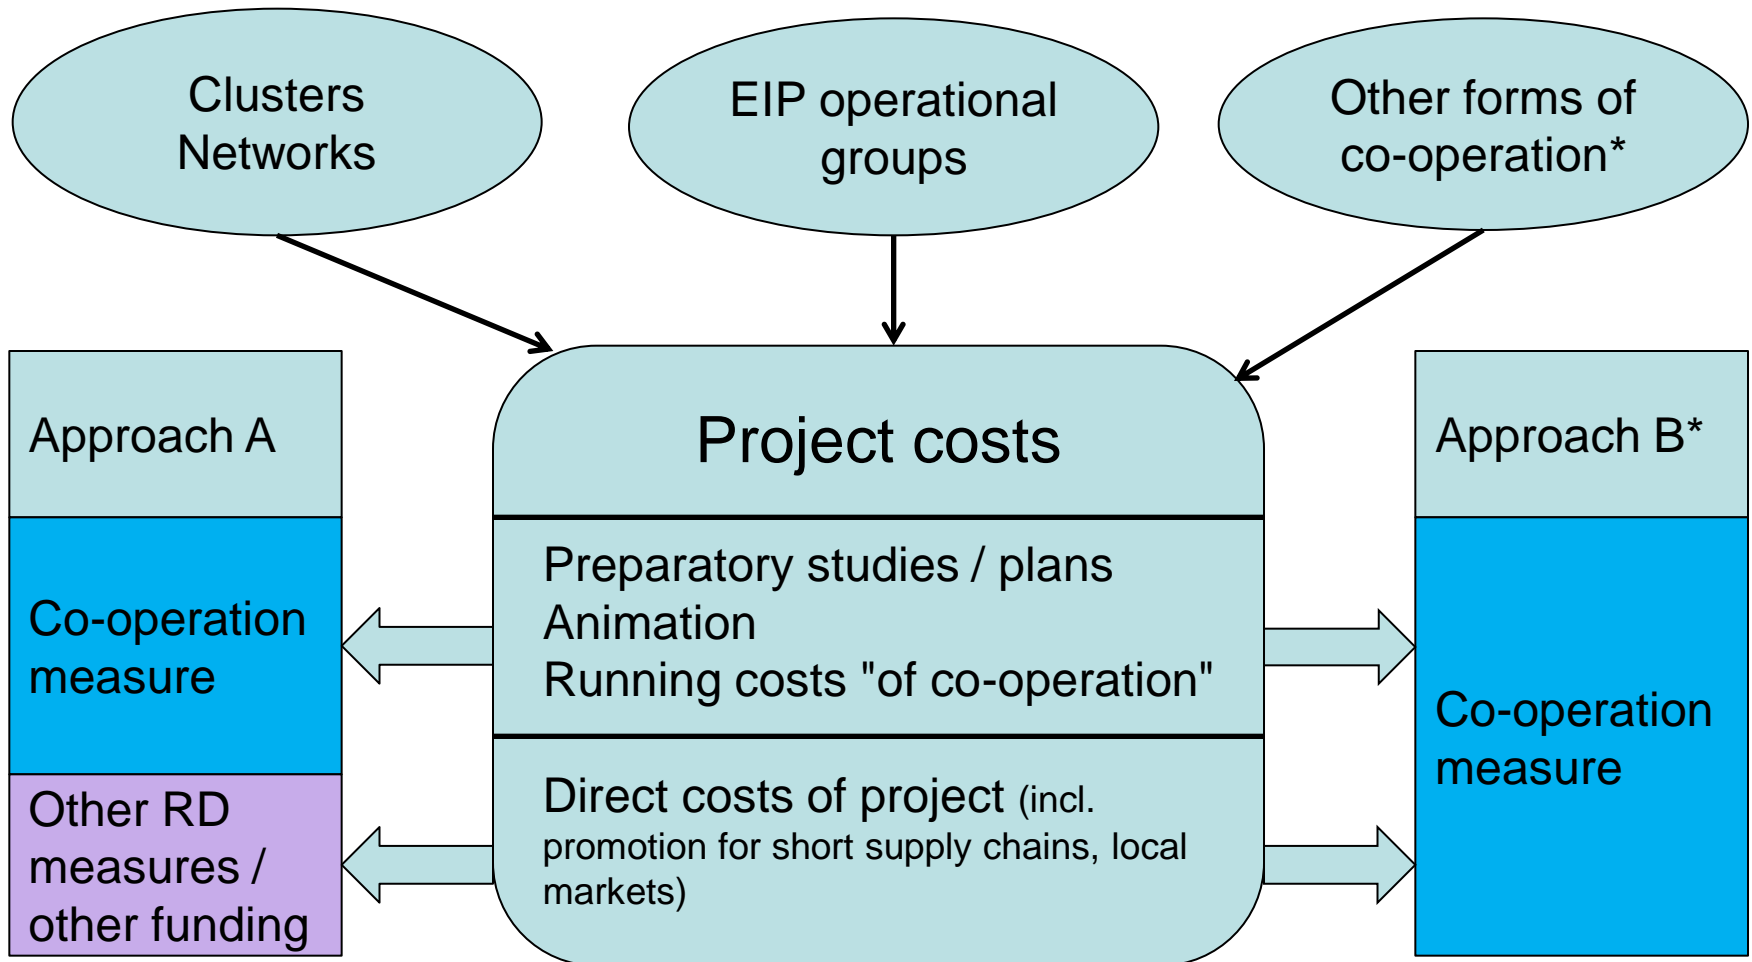 Clusters
Networks
EIP operational
groups
Other forms of
co-operation*
Approach A
Co-operation
measure
Other RD
measures /
other funding
Project costs
Preparatory studies / plans
Animation
Running costs "of co-operation"
Direct costs of project (incl.
promotion for short supply chains, local
markets)
Approach B*
Co-operation
measure